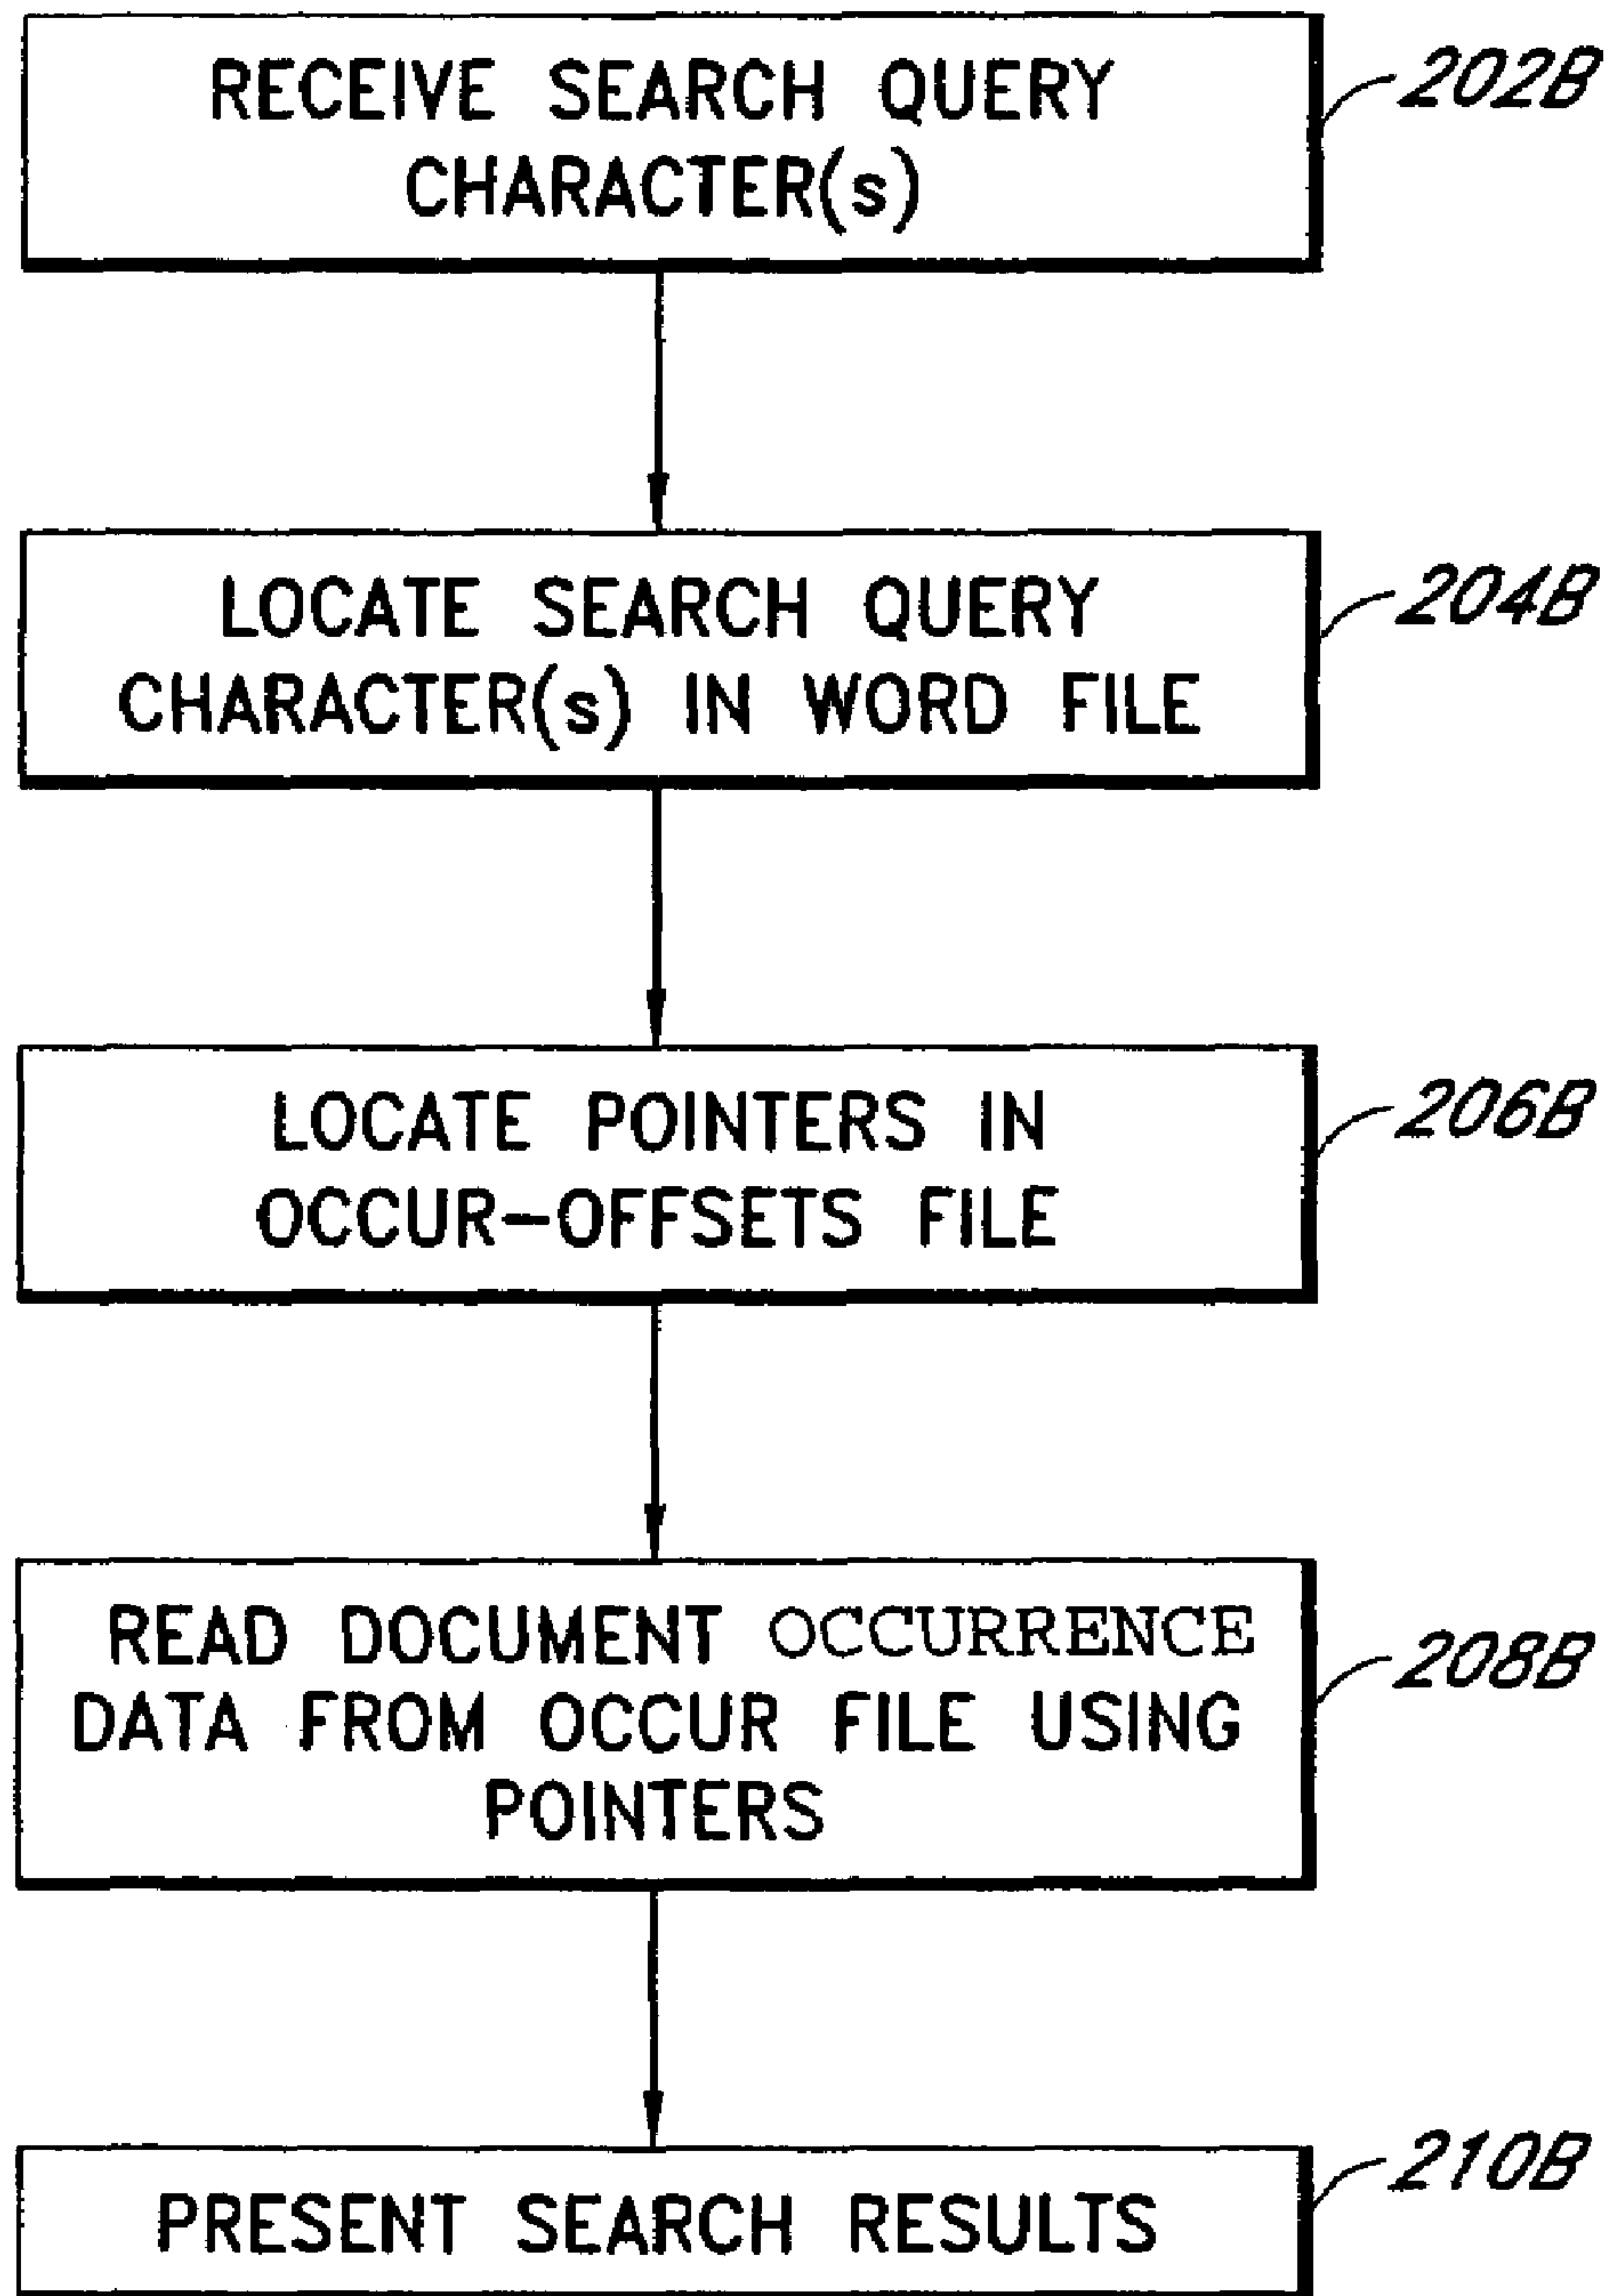 RECEIVE SEARCH QUERY
CHARACTER(s)
202B
LOCATE SEARCH QUERY
CHARACTER(s) IN WORD FILE
204B
LOCATE POINTERS IN
OCCUR-OFFSETS FILE
206B
READ DOCUMENT OCCURRENCE
DATA FROM OCCUR FILE USING
POINTERS
208B
PRESENT SEARCH RESULTS
210B